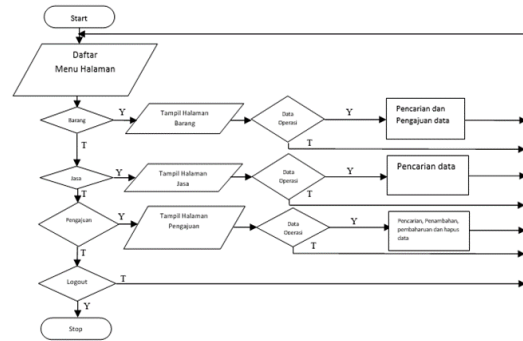 Start
Daftar
Menu Halaman
Barang
Y
Tampil Halaman
Barang
Data
Operasi
Y
Pencarian dan
Pengajuan data
T
T
Jasa
Y
Tampil Halaman
Jasa
Data
Operasi
Y
Pencarian data
T
T
Pengajuan
Y
Tampil Halaman
Pengajuan
Data
Operasi
Y
Pencarian, Penambahan,
pembaharuan dan hapus
data
T
T
Logout
T
Y
Stop